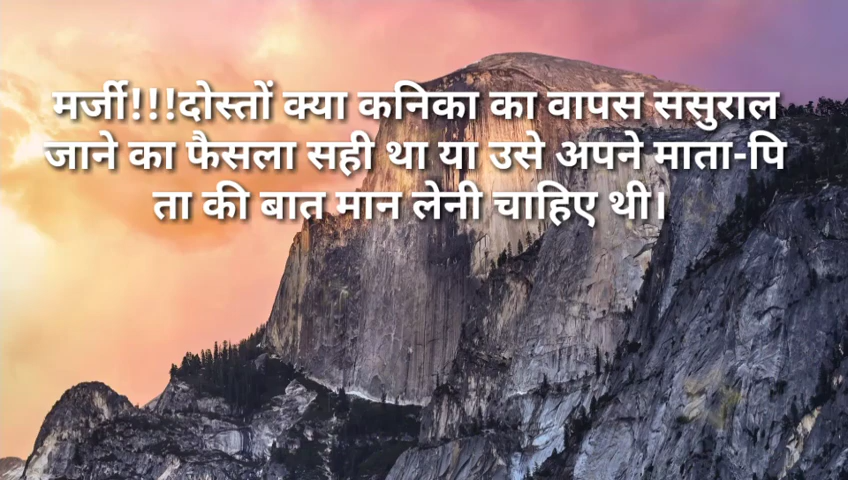 मर्जी!!!दोस्तों क्या कनिका का वापस ससुराल
जाने का फैसला सही था या उसे अपने माता-पि
ता की बात मान लेनी चाहिए थी।